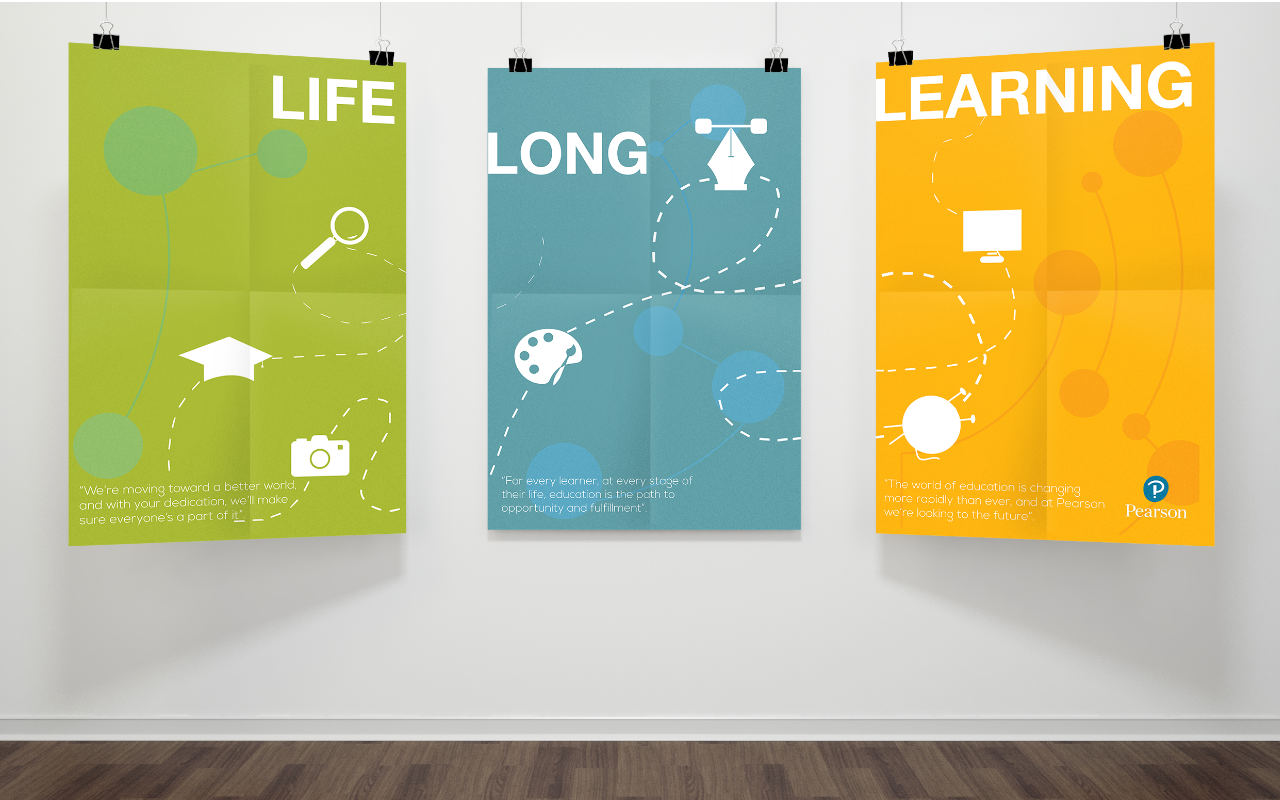 LIFE
"We're moving toward a better world,
and with your dedication, we'll make
sure everyone's a part of it".
LONG
"For every learner, at every stage of
their life, education is the path to
opportunity and fulfillment".
LEARNING
"The world of education is changing
more rapidly than ever, and at Pearson
we're looking to the future".
P
Pearson